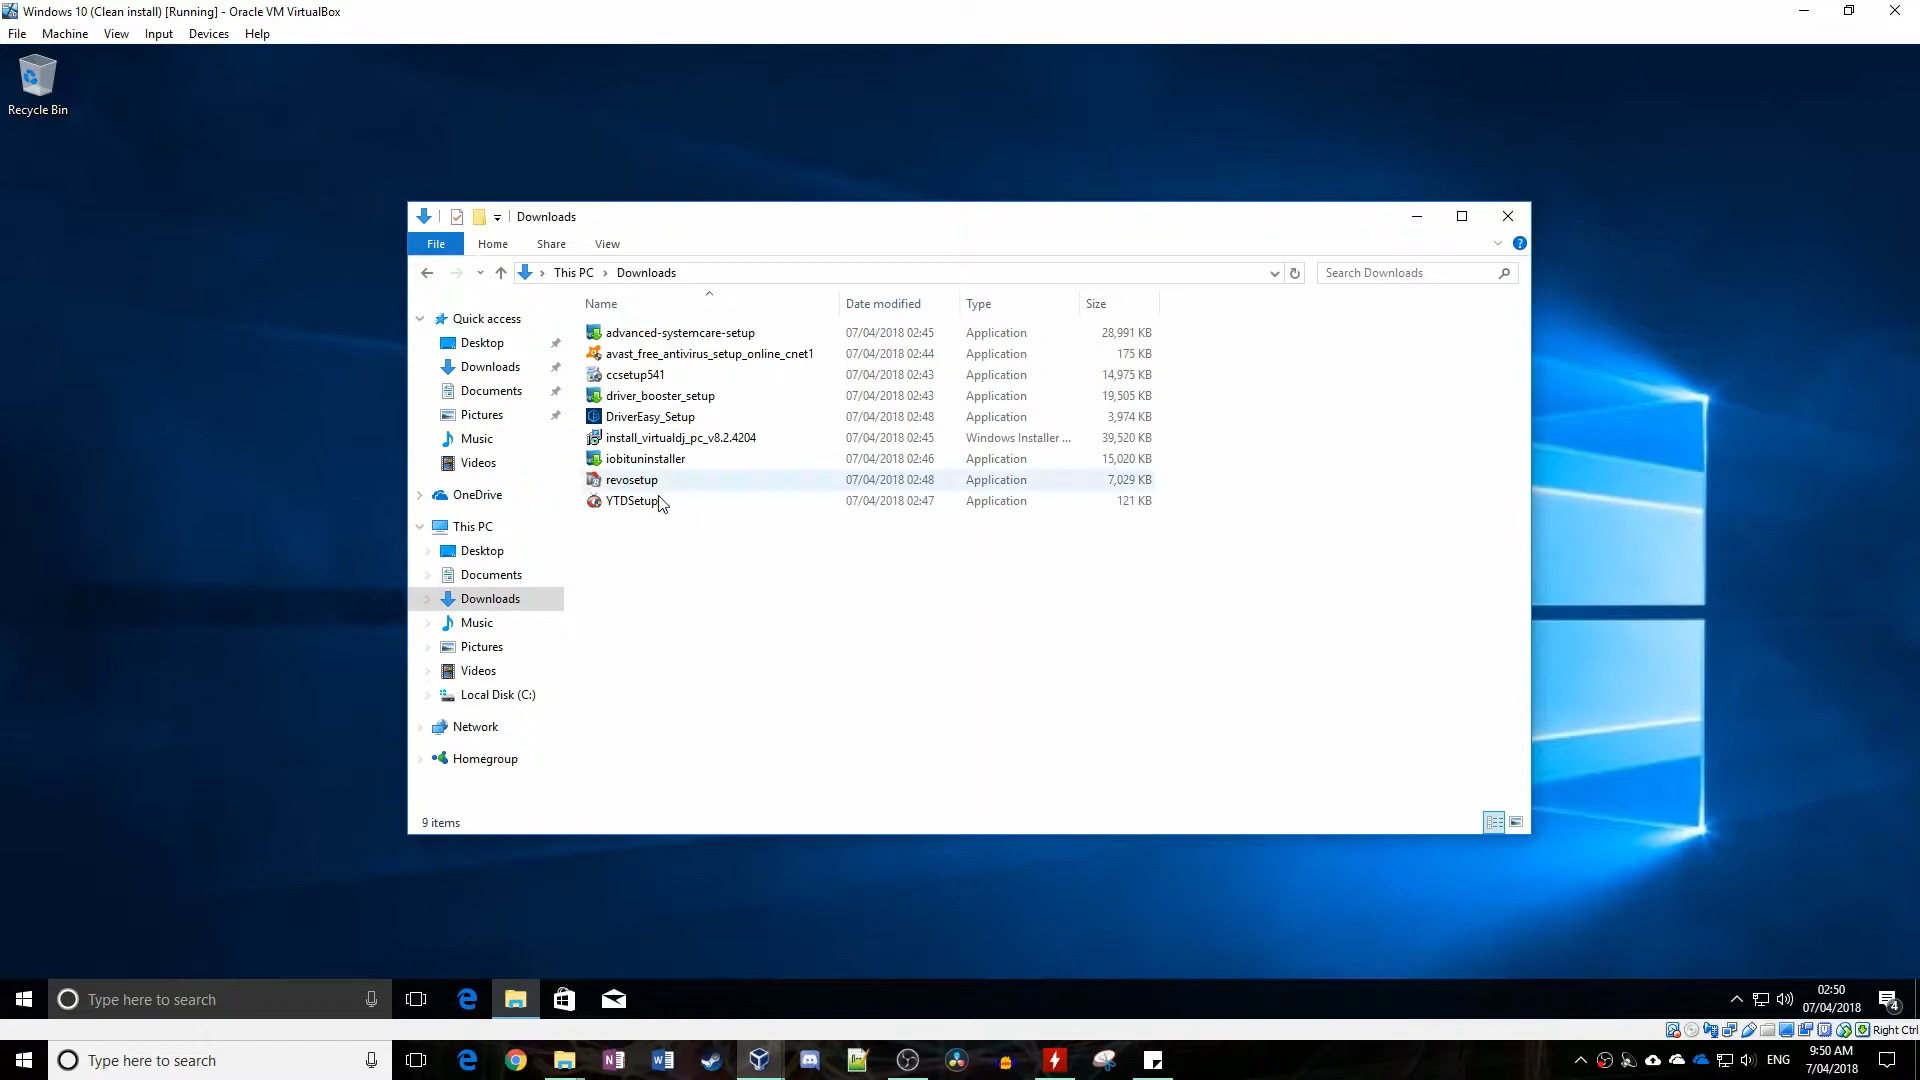 Windows 10 (Clean install) [Running] - Oracle VM VirtualBox
File Machine View Input Devices Help
Recycle Bin
Downloads
File Home Share View
This PC Downloads Search Downloads
Name Date modified Type Size
Quick access
Desktop
Downloads
Documents
Pictures
Music
Videos
OneDrive
This PC
Desktop
Documents
Downloads
Music
Pictures
Videos
Local Disk (C:)
Network
Homegroup
advanced-systemcare-setup 07/04/2018 02:45 Application 28,991 KB
avast_free_antivirus_setup_online_cnet1 07/04/2018 02:44 Application 175 KB
ccsetup541 07/04/2018 02:43 Application 14,975 KB
driver_booster_setup 07/04/2018 02:43 Application 19,505 KB
DriverEasy_Setup 07/04/2018 02:48 Application 3,974 KB
install_virtualdj_pc_v8.2.4204 07/04/2018 02:45 Windows Installer ... 39,520 KB
iobituninstaller 07/04/2018 02:46 Application 15,020 KB
revosetup 07/04/2018 02:48 Application 7,029 KB
YTDSetup 07/04/2018 02:47 Application 121 KB
9 items
Type here to search
02:50
07/04/2018
4
Right Ctrl
Type here to search
ENG
9:50 AM
7/04/2018